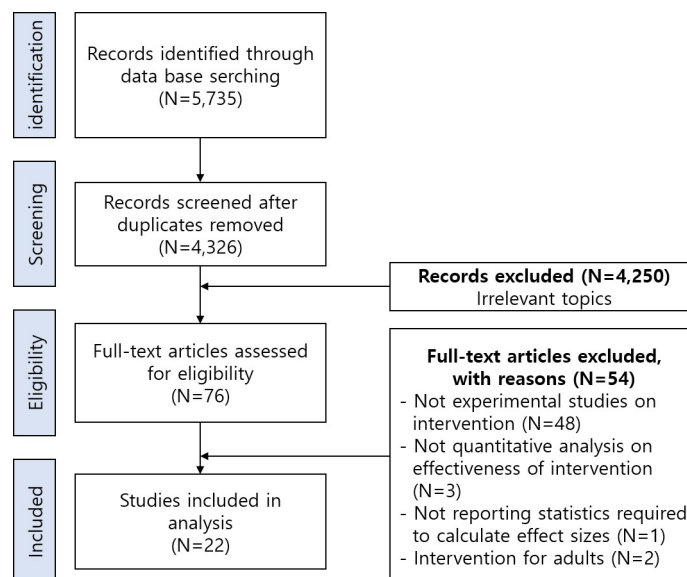 identification
Records identified through
data base serching
(N=5,735)
Screening
Records screened after
duplicates removed
(N=4,326)
Records excluded (N=4,250)
Irrelevant topics
Eligibility
Full-text articles assessed
for eligibility
(N=76)
Full-text articles excluded,
with reasons (N=54)
- Not experimental studies on
intervention (N=48)
- Not quantitative analysis on
effectiveness of intervention
(N=3)
- Not reporting statistics required
to calculate effect sizes (N=1)
- Intervention for adults (N=2)
Included
Studies included in
analysis
(N=22)